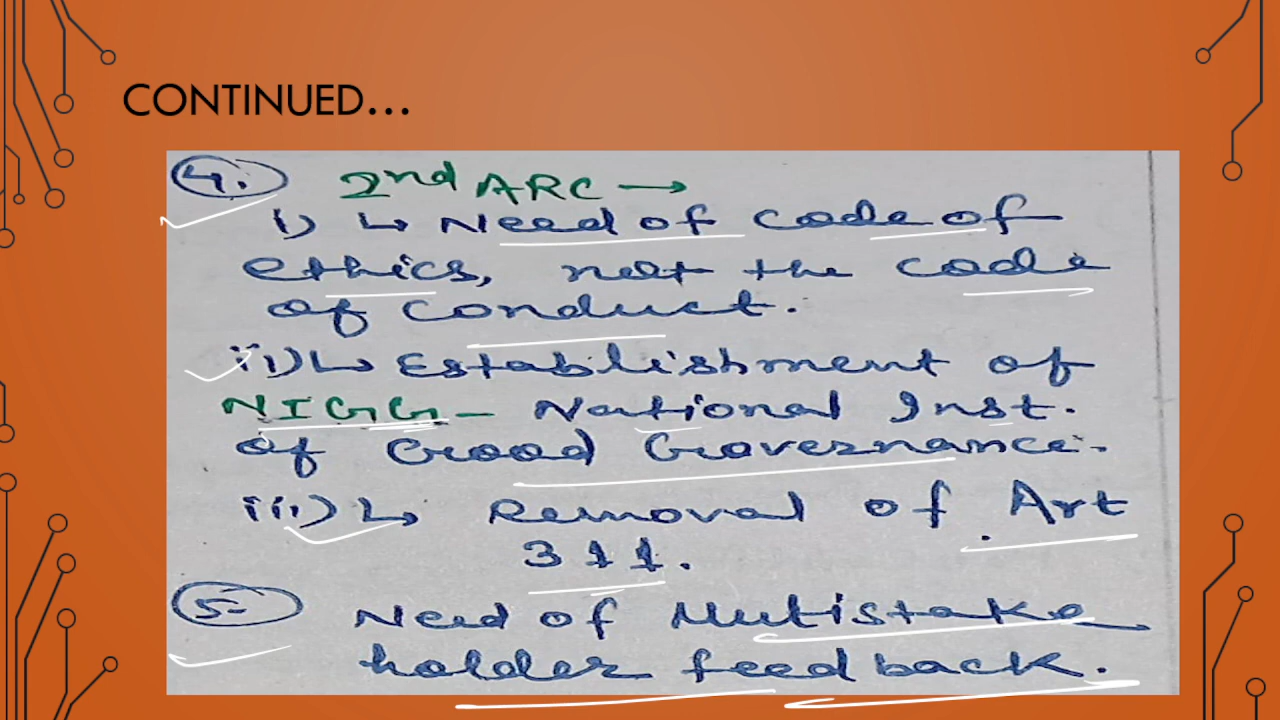 CONTINUED...
4. 2nd ARC →
i) ↳ Need of code of
ethics, not the code
of conduct.
ii) ↳ Establishment of
NIGG - National Inst.
of Good Governance.
iii) ↳ Removal of Art
311.
5. Need of Mutistake
holder feedback.